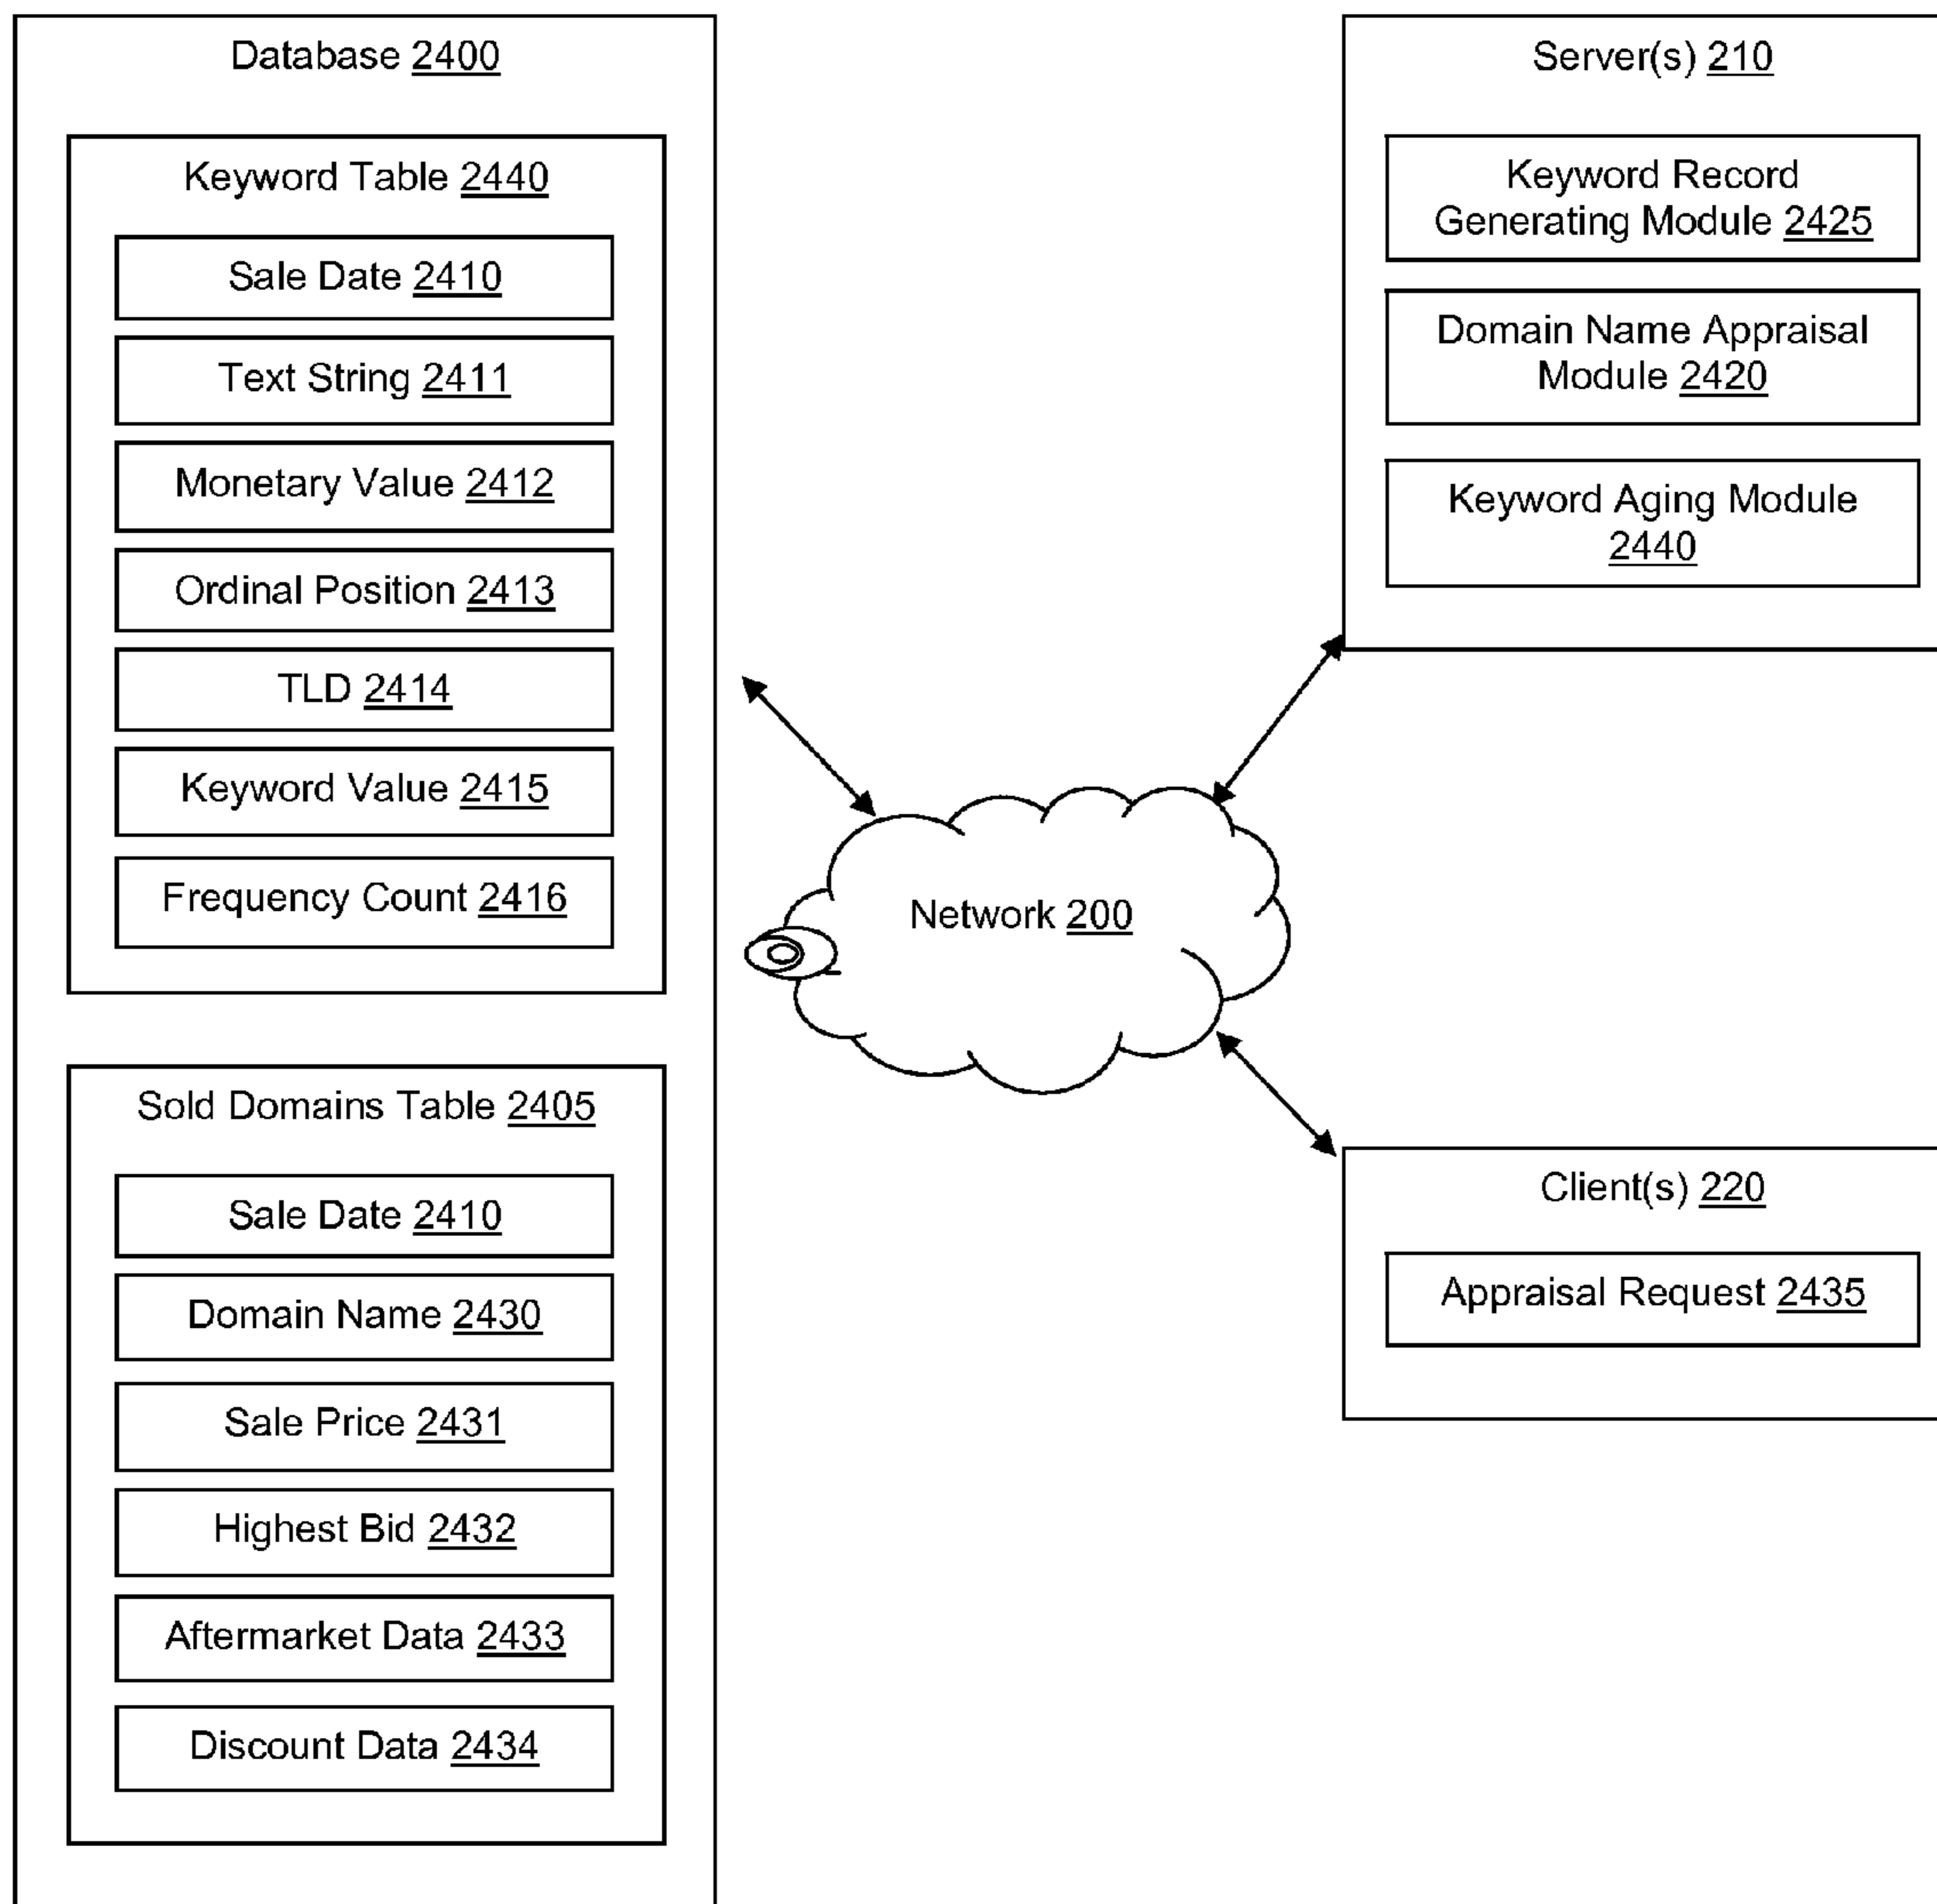 Database 2400
Keyword Table 2440
Sale Date 2410
Text String 2411
Monetary Value 2412
Ordinal Position 2413
TLD 2414
Keyword Value 2415
Frequency Count 2416
Sold Domains Table 2405
Sale Date 2410
Domain Name 2430
Sale Price 2431
Highest Bid 2432
Aftermarket Data 2433
Discount Data 2434
Network 200
Server(s) 210
Keyword Record
Generating Module 2425
Domain Name Appraisal
Module 2420
Keyword Aging Module
2440
Client(s) 220
Appraisal Request 2435